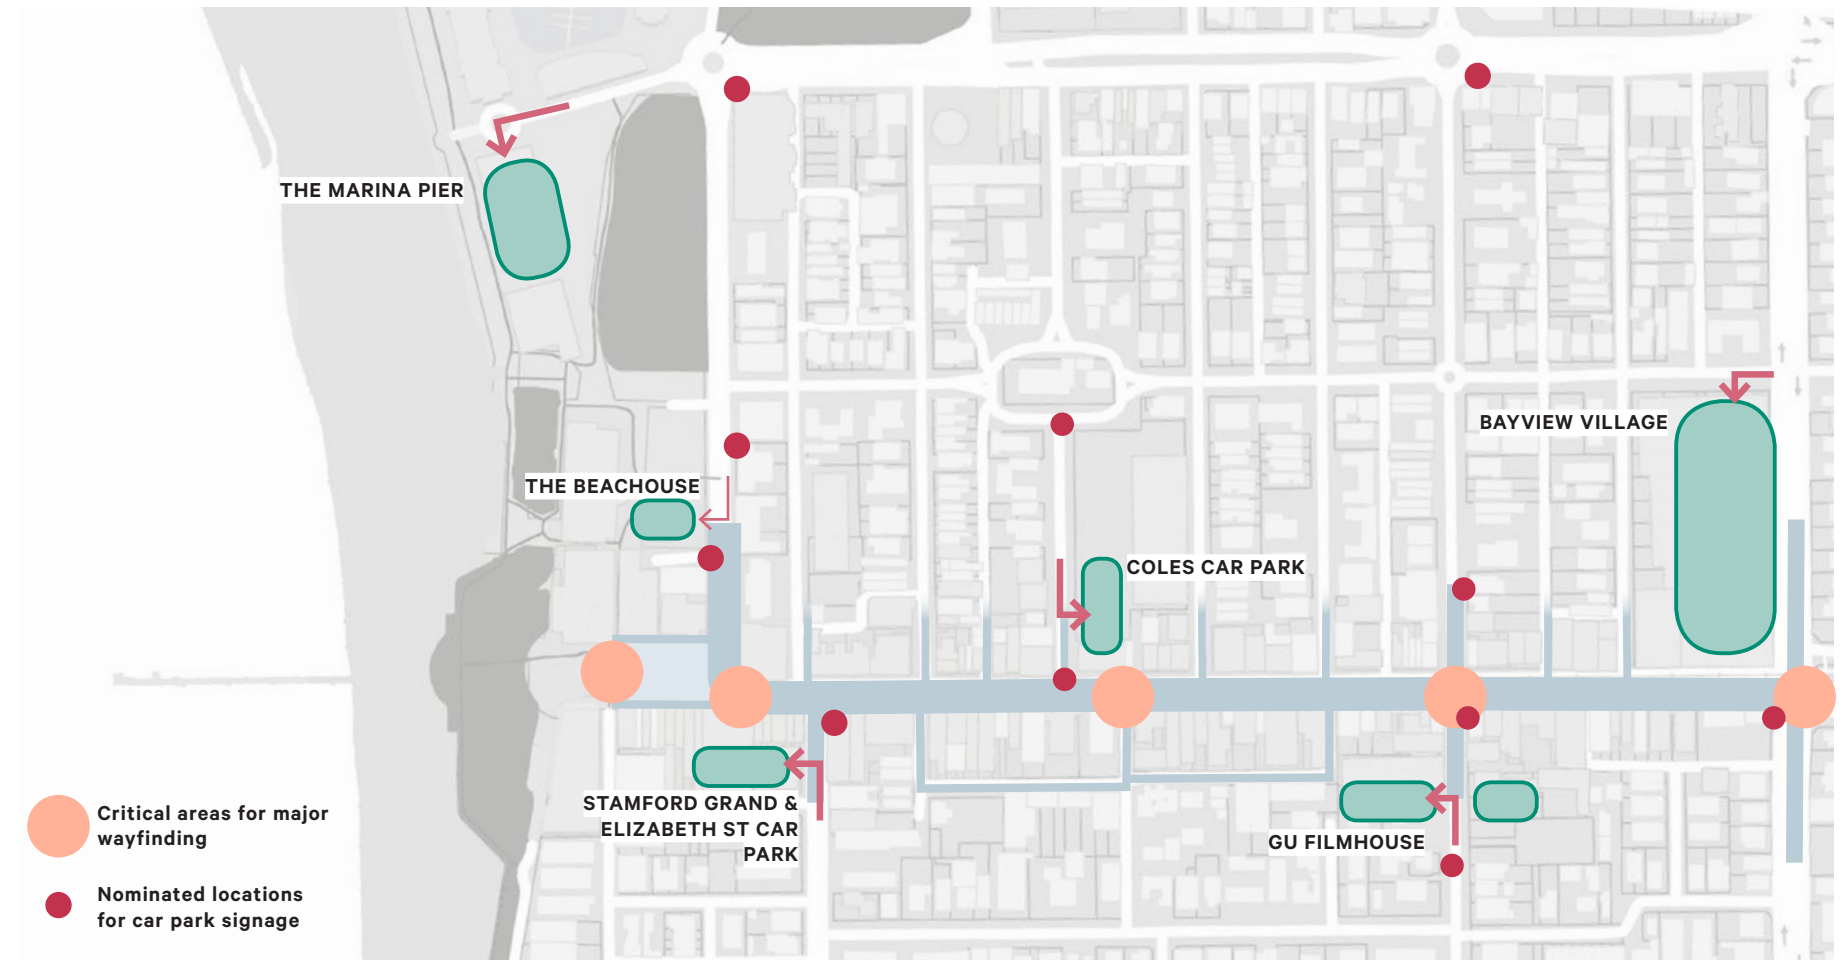 THE MARINA PIER
BAYVIEW VILLAGE
THE BEACHOUSE
COLES CAR PARK
STAMFORD GRAND &
ELIZABETH ST CAR
PARK
GU FILMHOUSE
Critical areas for major
wayfinding
Nominated locations
for car park signage